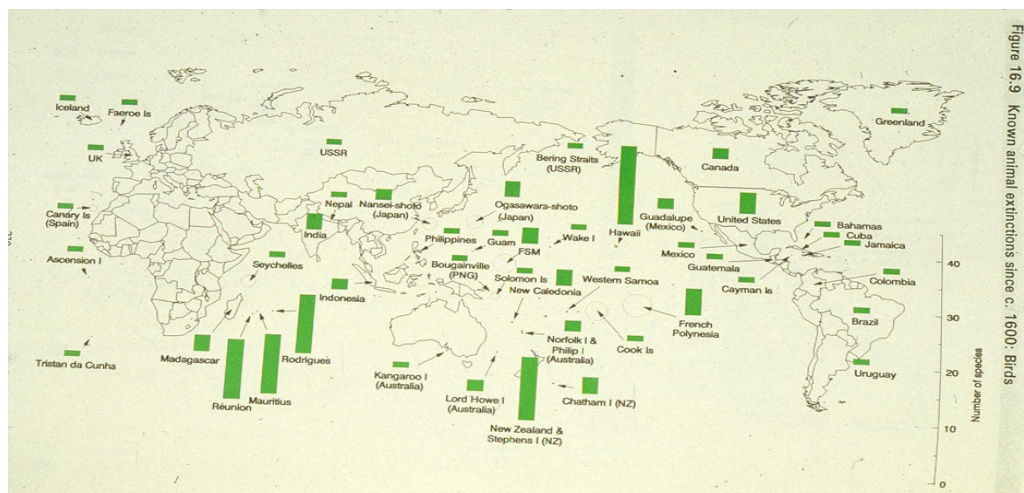 Figure 16.9 Known animal extinctions since c. 1600: Birds
Iceland
Faeroe Is
Greenland
UK
USSR
Bering Straits
(USSR)
Canada
Canary Is
(Spain)
Nepal
Nansei-shoto
(Japan)
Ogasawara-shoto
(Japan)
Hawaii
Guadalupe
(Mexico)
United States
India
Philippines
Guam
FSM
Wake I
Mexico
Bahamas
Cuba
Jamaica
Ascension I
Seychelles
Bougainville
(PNG)
Solomon Is
Western Samoa
Guatemala
Cayman Is
Colombia
Indonesia
New Caledonia
French
Polynesia
Brazil
Tristan da Cunha
Madagascar
Réunion
Mauritius
Rodrigues
Kangaroo I
(Australia)
Lord Howe I
(Australia)
Norfolk I &
Philip I
(Australia)
Cook Is
Chatham I (NZ)
New Zealand &
Stephens I (NZ)
Uruguay
40
30
20
10
0
Number of species